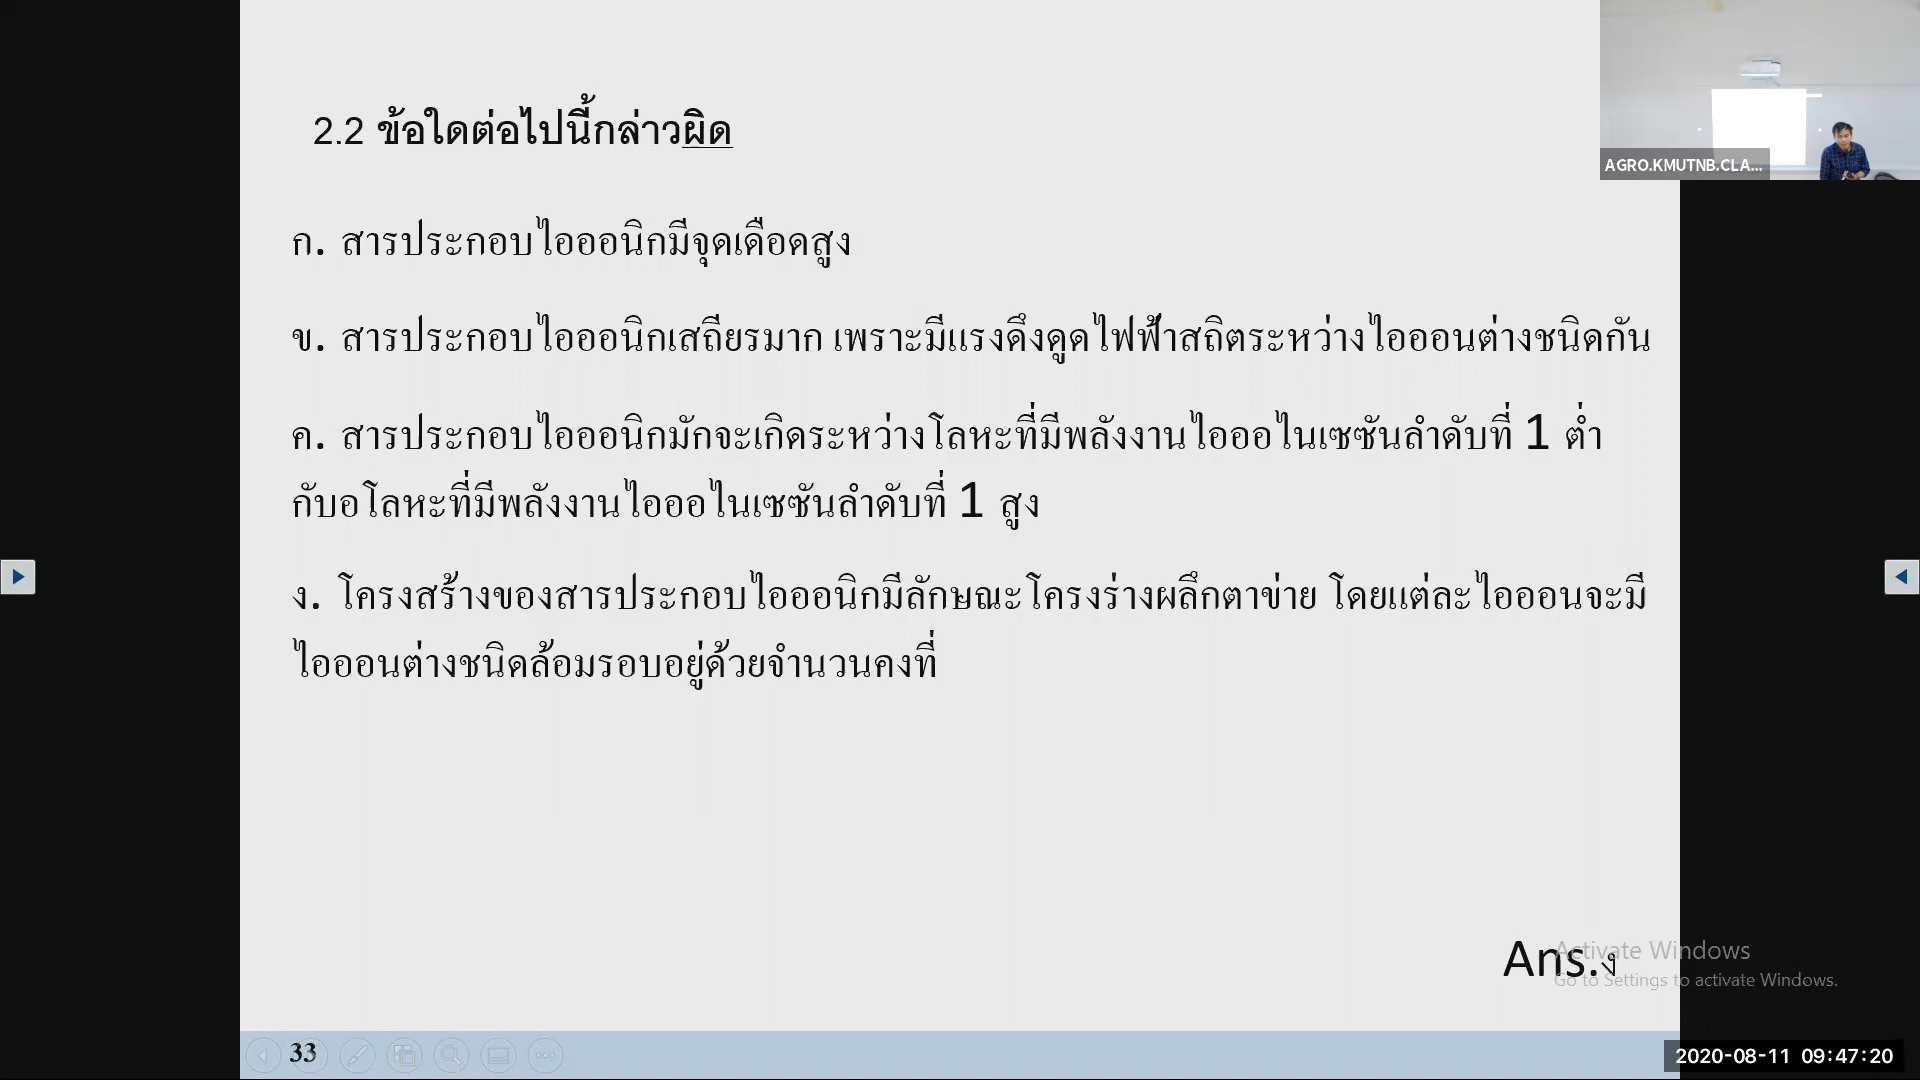 AGRO.KMUTNB.CLA...
2.2 ข้อใดต่อไปนี้กล่าวผิด
ก. สารประกอบไอออนิกมีจุดเดือดสูง
ข. สารประกอบไอออนิกเสถียรมาก เพราะมีแรงดึงดูดไฟฟ้าสถิตระหว่างไอออนต่างชนิดกัน
ค. สารประกอบไอออนิกมักจะเกิดระหว่างโลหะที่มีพลังงานไอออไนเซซันลำดับที่ 1 ต่ำ
กับอโลหะที่มีพลังงานไอออไนเซซันลำดับที่ 1 สูง
ง. โครงสร้างของสารประกอบไอออนิกมีลักษณะโครงร่างผลึกตาข่าย โดยแต่ละไอออนจะมี
ไอออนต่างชนิดล้อมรอบอยู่ด้วยจำนวนคงที่
Ans.ง
Activate Windows
Go to Settings to activate Windows.
33
2020-08-11 09:47:20